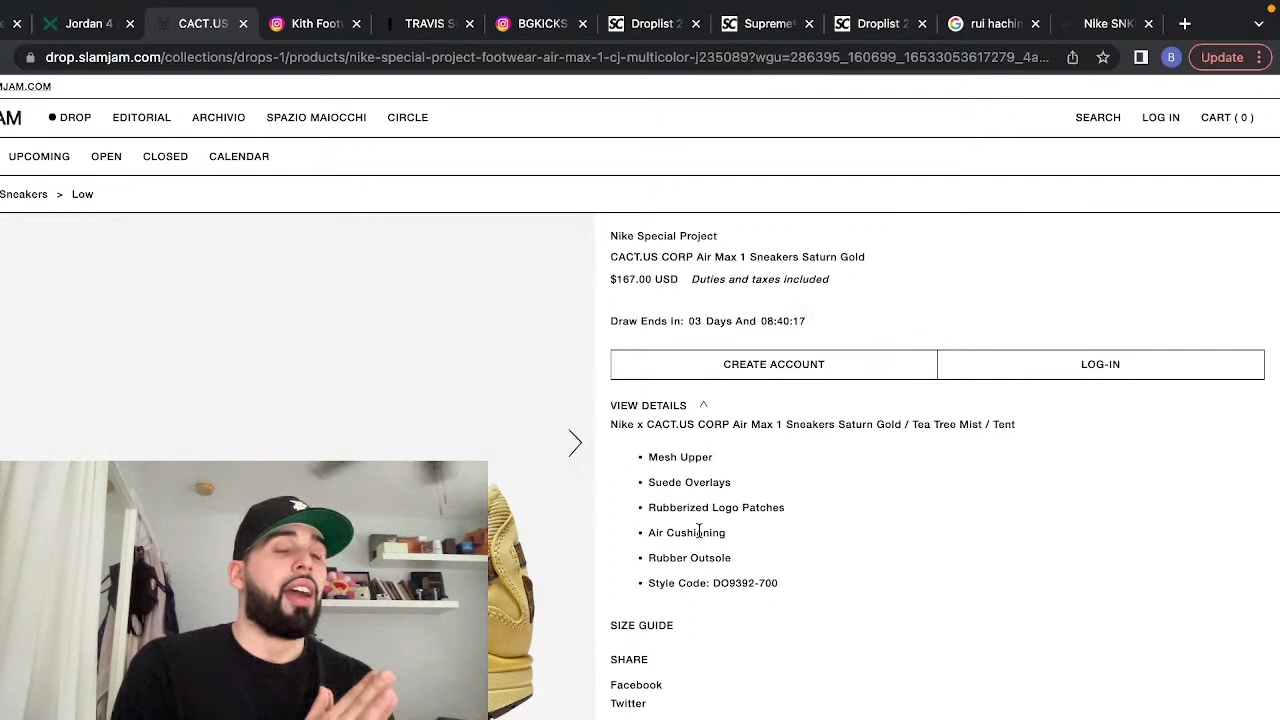 Jordan 4
CACT.US
Kith Footv
TRAVIS S
BGKICKS
Droplist 2
Supreme
Droplist 2
rui hachin
Nike SNK
drop.slamjam.com/collections/drops-1/products/nike-special-project-footwear-air-max-1-cj-multicolor-j235089?wgu=286395_160699_16533053617279_4a...
B
Update
MJAM.COM
AM
DROP
EDITORIAL
ARCHIVIO
SPAZIO MAIOCCHI
CIRCLE
SEARCH
LOG IN
CART ( 0 )
UPCOMING
OPEN
CLOSED
CALENDAR
Sneakers > Low
Nike Special Project
CACT.US CORP Air Max 1 Sneakers Saturn Gold
$167.00 USD Duties and taxes included
Draw Ends In: 03 Days And 08:40:17
CREATE ACCOUNT
LOG-IN
VIEW DETAILS
Nike x CACT.US CORP Air Max 1 Sneakers Saturn Gold / Tea Tree Mist / Tent
• Mesh Upper
• Suede Overlays
• Rubberized Logo Patches
• Air Cushioning
• Rubber Outsole
• Style Code: DO9392-700
SIZE GUIDE
SHARE
Facebook
Twitter